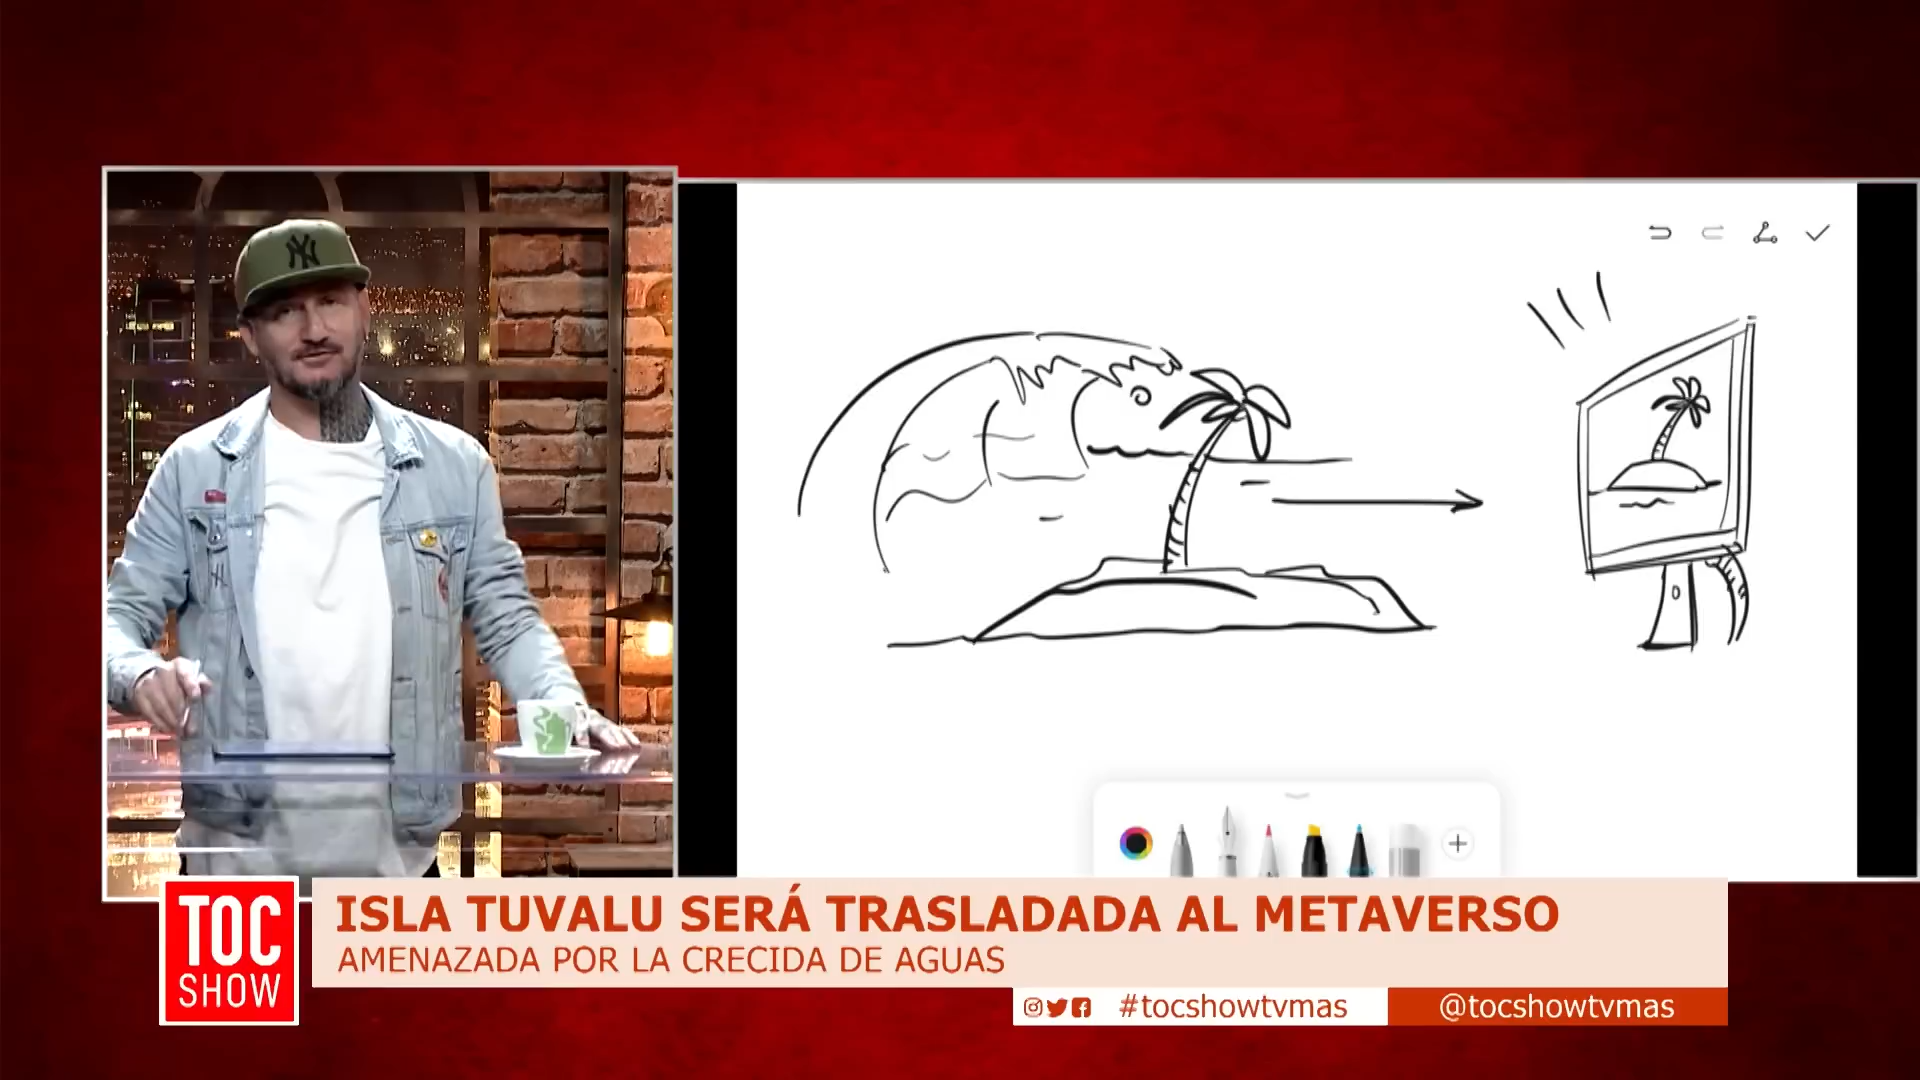 NY
TOC
SHOW
ISLA TUVALU SERÁ TRASLADADA AL METAVERSO
AMENAZADA POR LA CRECIDA DE AGUAS
#tocshowtvmas
@tocshowtvmas